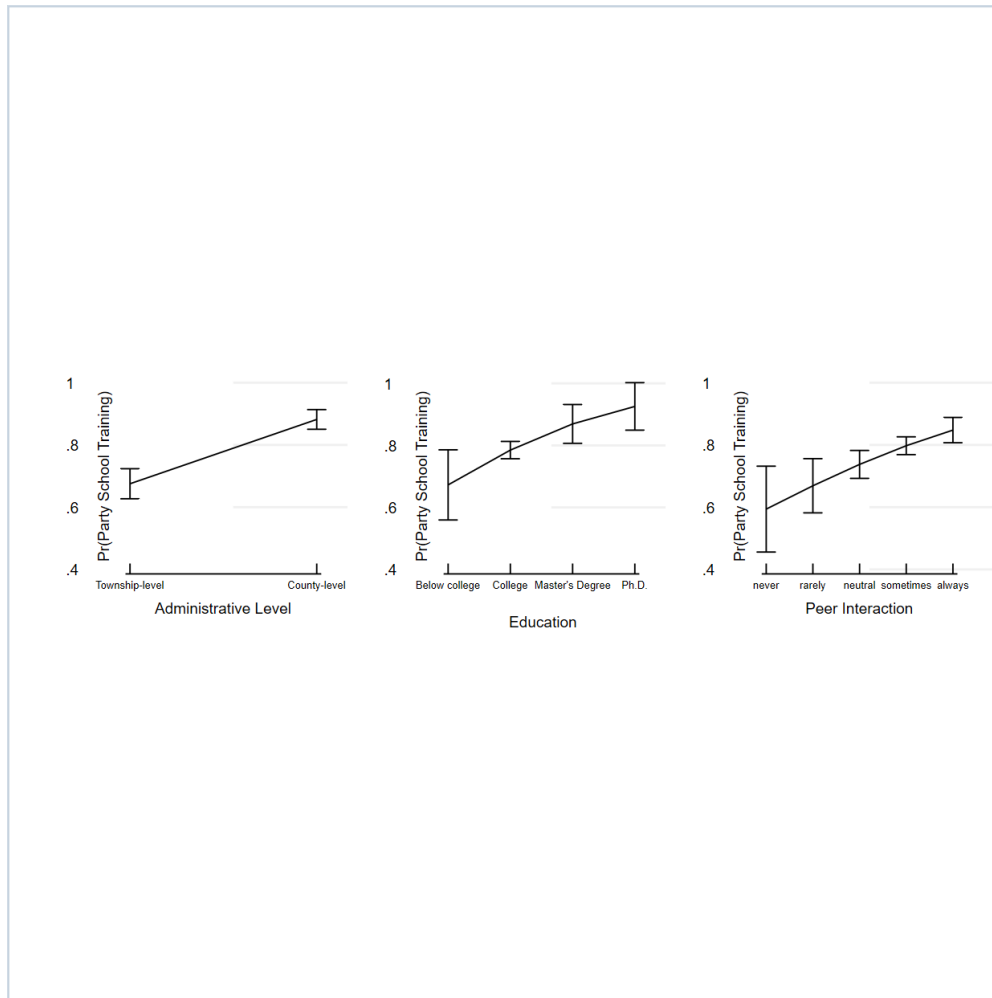 1
.8
.6
.4
Pr(Party School Training)
Township-level County-level
Administrative Level
1
.8
.6
.4
Pr(Party School Training)
Below college College Master's Degree Ph.D.
Education
1
.8
.6
.4
Pr(Party School Training)
never rarely neutral sometimes always
Peer Interaction